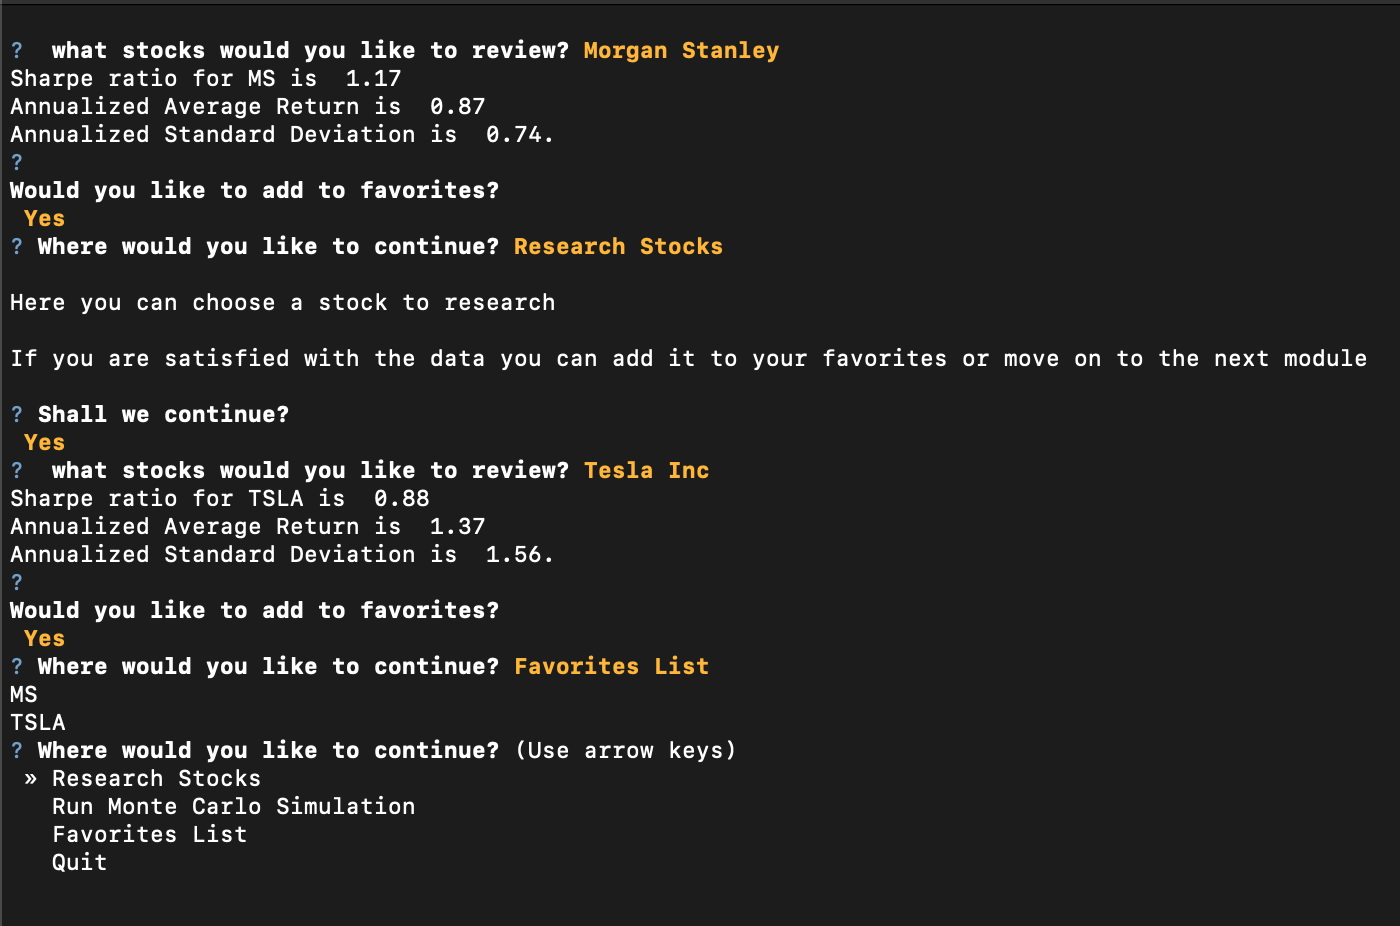 ?  what stocks would you like to review? Morgan Stanley
Sharpe ratio for MS is  1.17
Annualized Average Return is  0.87
Annualized Standard Deviation is  0.74.
?
Would you like to add to favorites?
 Yes
? Where would you like to continue? Research Stocks
Here you can choose a stock to research
If you are satisfied with the data you can add it to your favorites or move on to the next module
? Shall we continue?
 Yes
?  what stocks would you like to review? Tesla Inc
Sharpe ratio for TSLA is  0.88
Annualized Average Return is  1.37
Annualized Standard Deviation is  1.56.
?
Would you like to add to favorites?
 Yes
? Where would you like to continue? Favorites List
MS
TSLA
? Where would you like to continue? (Use arrow keys)
 » Research Stocks
   Run Monte Carlo Simulation
   Favorites List
   Quit